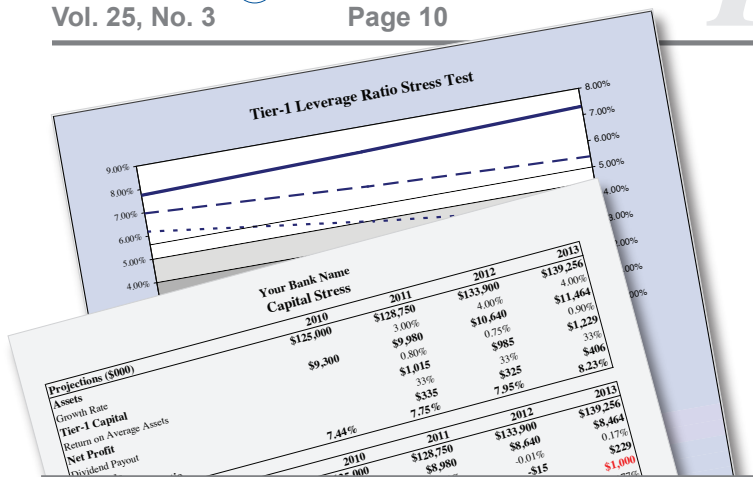 Vol. 25, No. 3 Page 10
Tier-1 Leverage Ratio Stress Test
9.00%
8.00%
7.00%
6.00%
5.00%
4.00%
8.00%
7.00%
6.00%
5.00%
4.00%
3.00%
2.00%
Your Bank Name
Capital Stress
Projections ($000) 2010 2011 2012 2013
Assets $125,000 $128,750 $133,900 $139,256
Growth Rate 3.00% 4.00% 4.00%
Tier-1 Capital $9,300 $9,980 $10,640 $11,464
Return on Average Assets 0.80% 0.75% 0.90%
Net Profit $1,015 $985 $1,229
Dividend Payout 33% 33% 33%
$335 $325 $406
7.44% 7.75% 7.95% 8.23%
2010 2011 2012 2013
$128,750 $133,900 $139,256
$8,980 $8,640 $8,464
-0.01% 0.17%
-$15 $229
$1,000